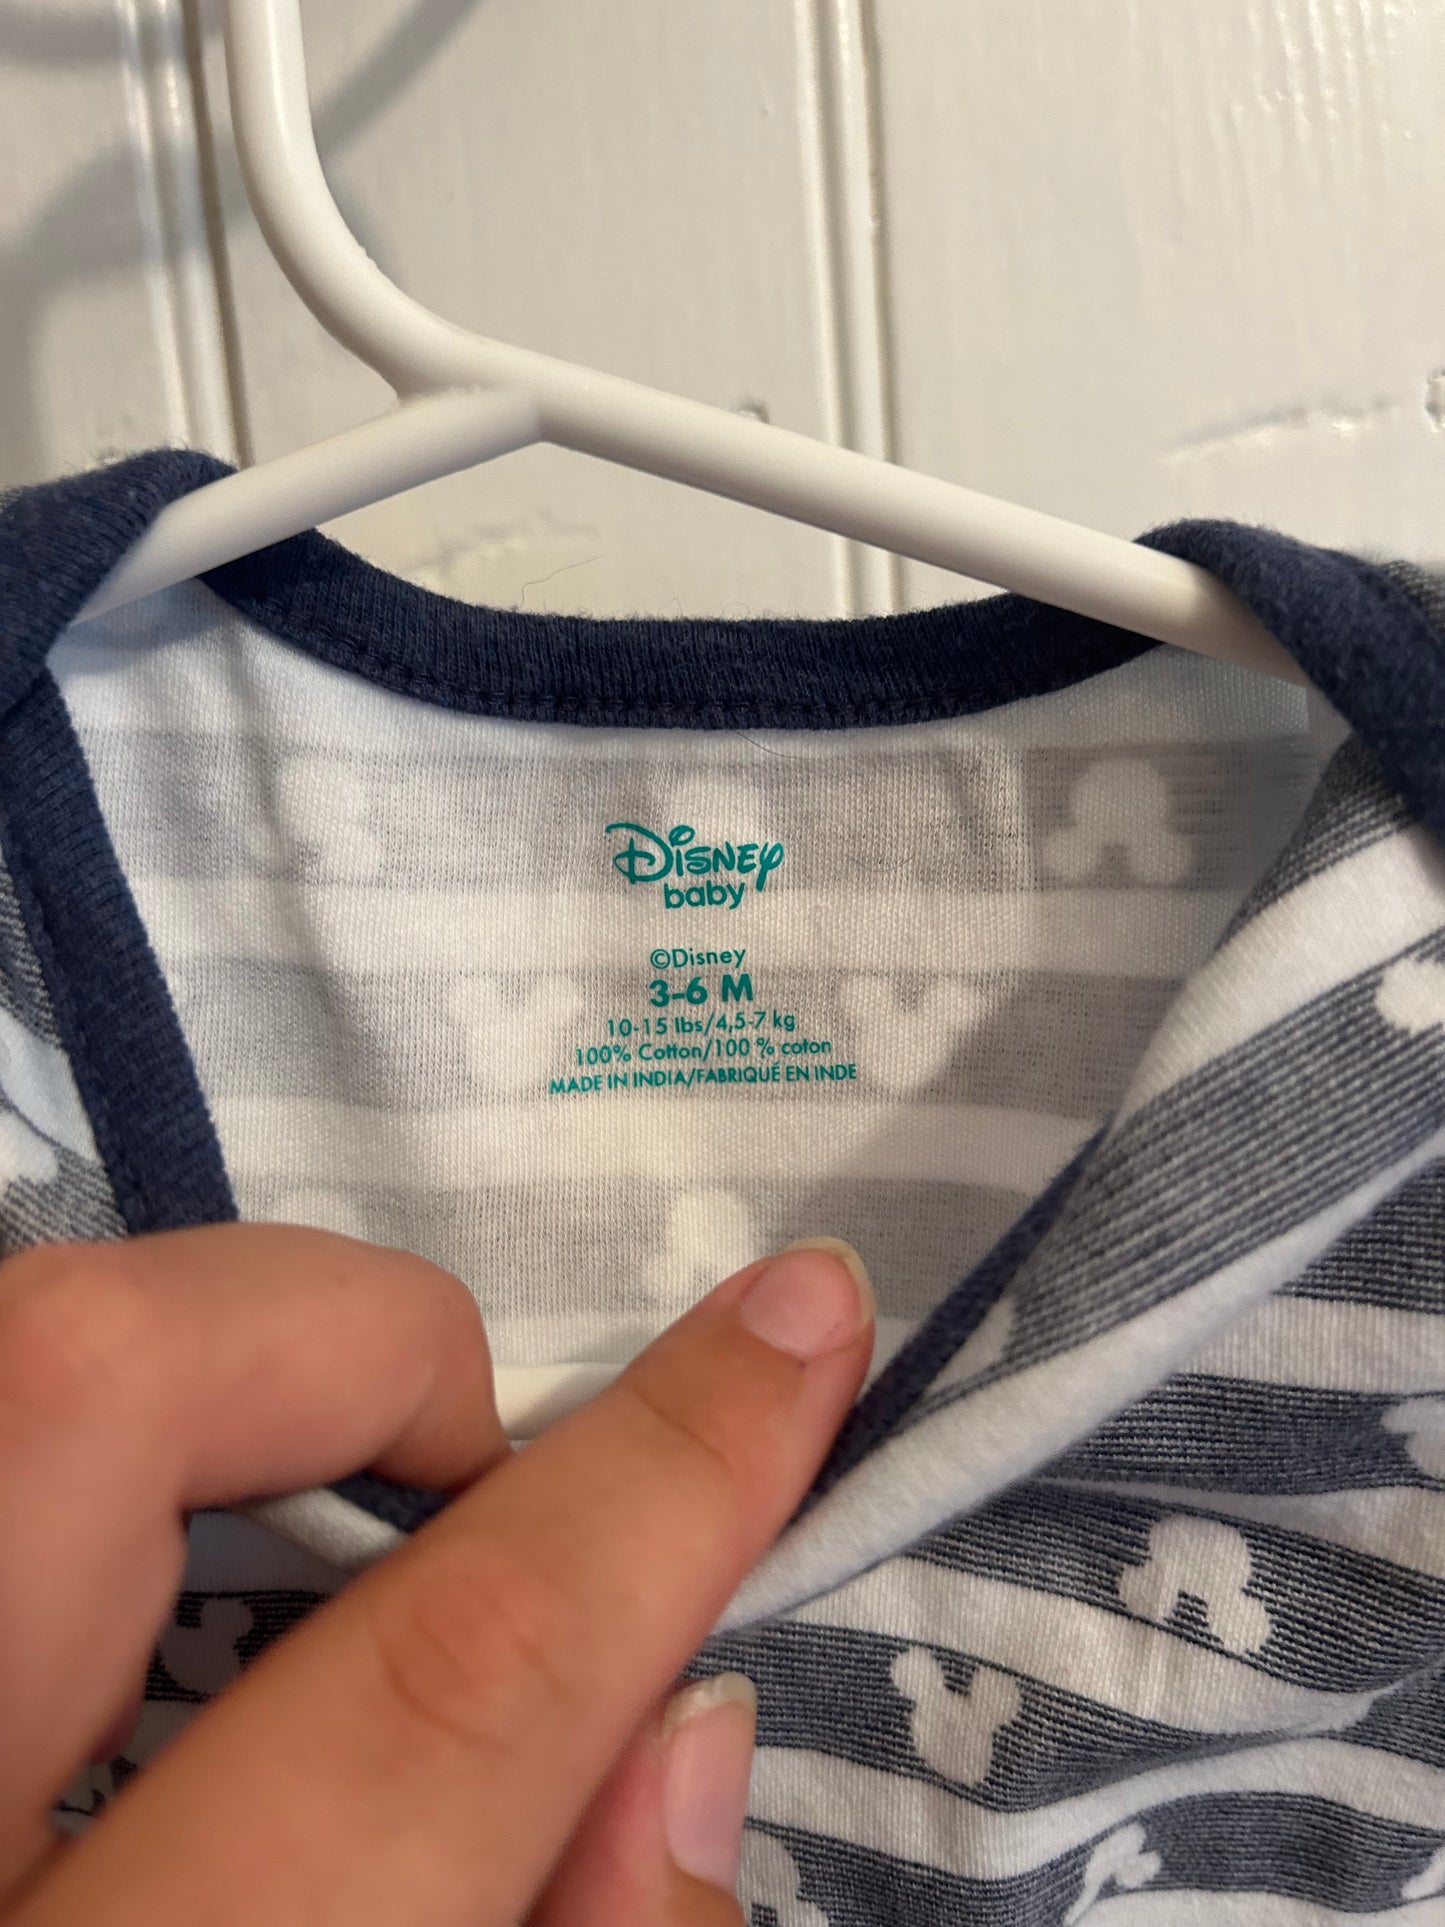 Disney
baby
©Disney
3-6 M
10-15 lbs/4,5-7 kg
100% Cotton/100 % coton
MADE IN INDIA/FABRIQUÉ EN INDE